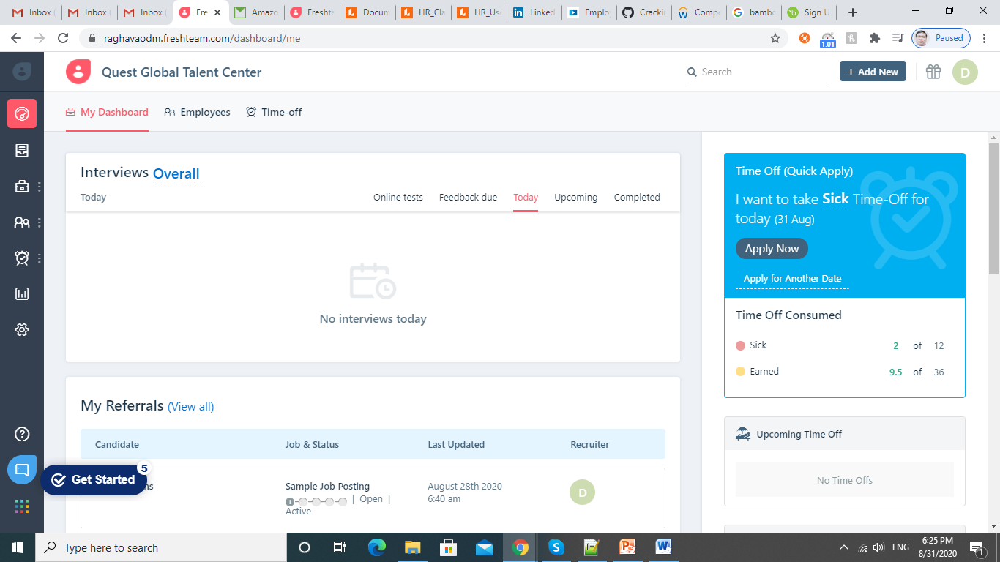 Inbox (
Inbox (
Inbox (
Fre
Amazo
Freshte
Docum
HR_Cla
HR_Use
Linked
Emplo
Crackin
Compe
bambo
Sign U
raghavaodm.freshteam.com/dashboard/me
1.01
Paused
Quest Global Talent Center
Search
+ Add New
D
My Dashboard
Employees
Time-off
Interviews Overall
Today
Online tests
Feedback due
Today
Upcoming
Completed
No interviews today
Time Off (Quick Apply)
I want to take Sick Time-Off for
today (31 Aug)
Apply Now
Apply for Another Date
Time Off Consumed
Sick 2 of 12
Earned 9.5 of 36
Upcoming Time Off
No Time Offs
My Referrals (View all)
Candidate Job & Status Last Updated Recruiter
Sample Job Posting
1 | Open |
Active
August 28th 2020
6:40 am
D
Get Started
5
Type here to search
ENG
6:25 PM
8/31/2020
1